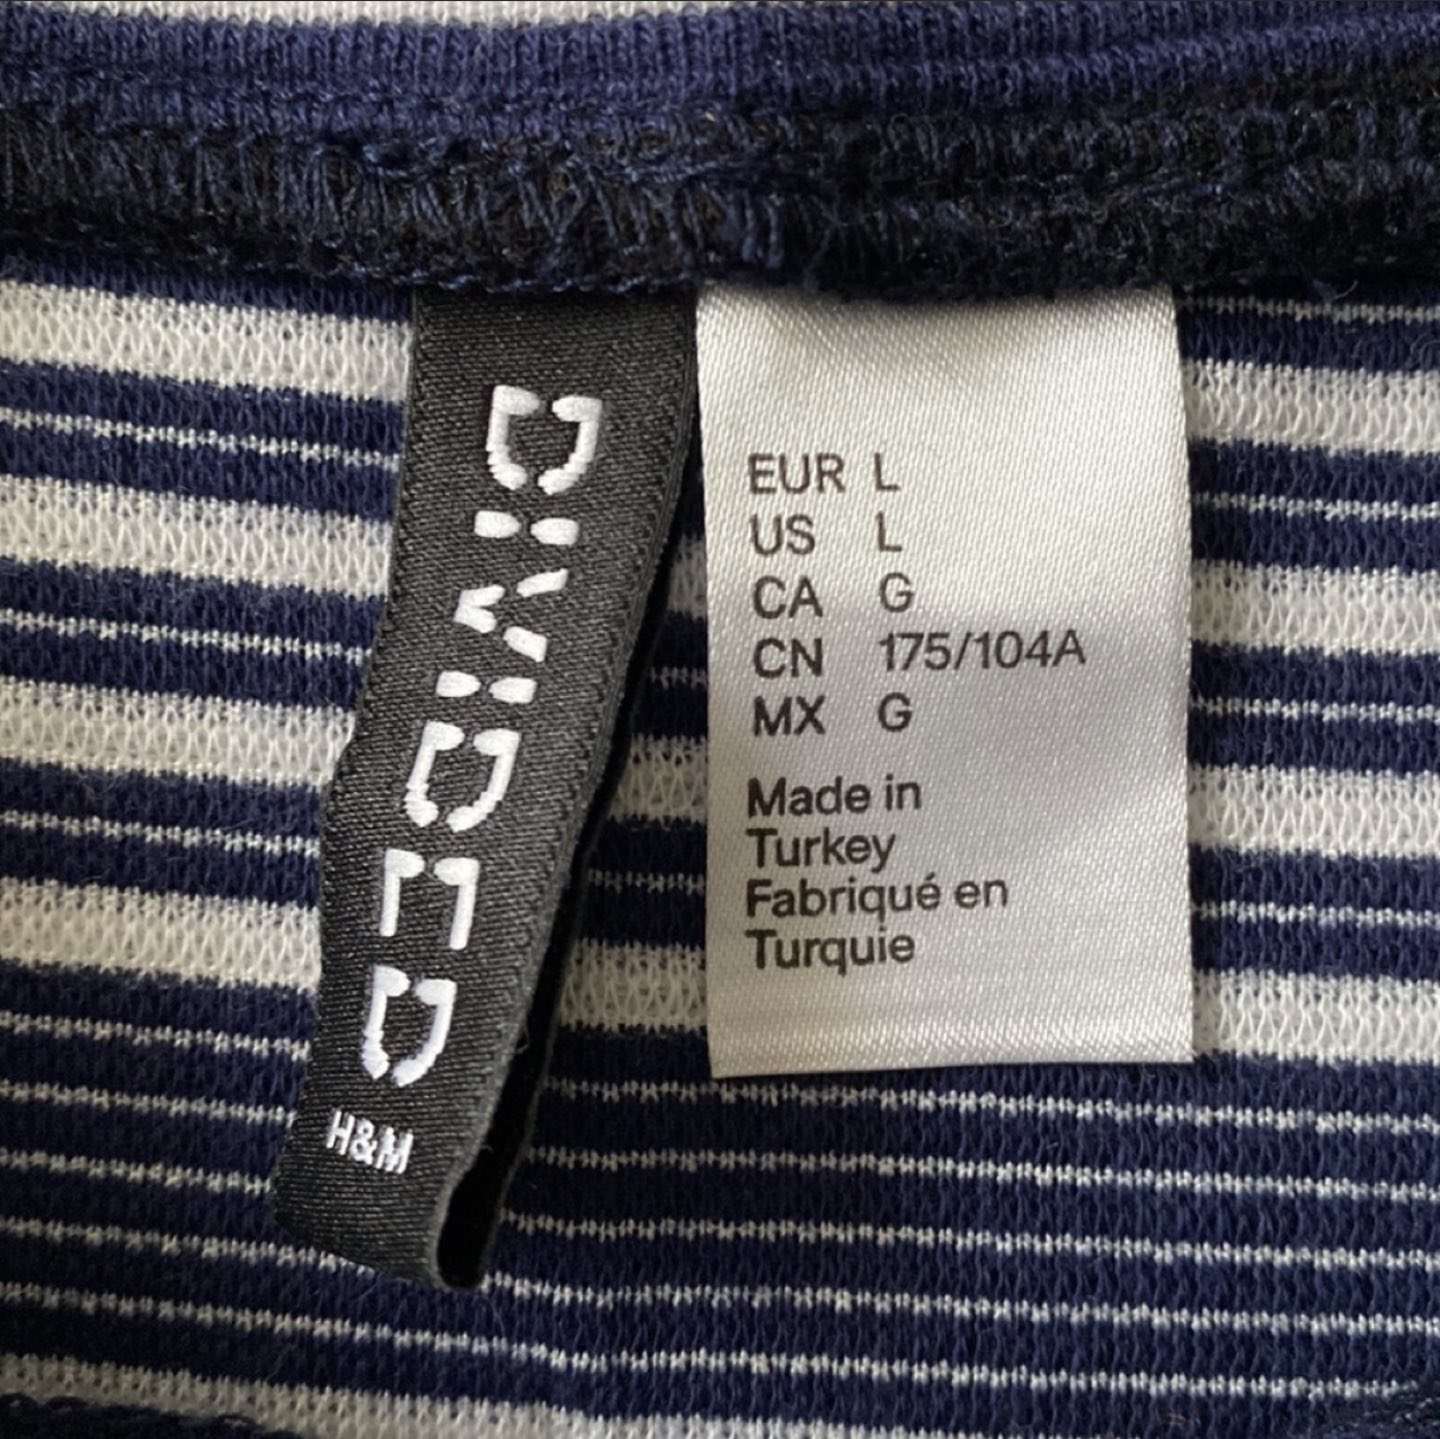 DIVIDED
H&M
EUR L
US L
CA G
CN 175/104A
MX G
Made in
Turkey
Fabriqué en
Turquie